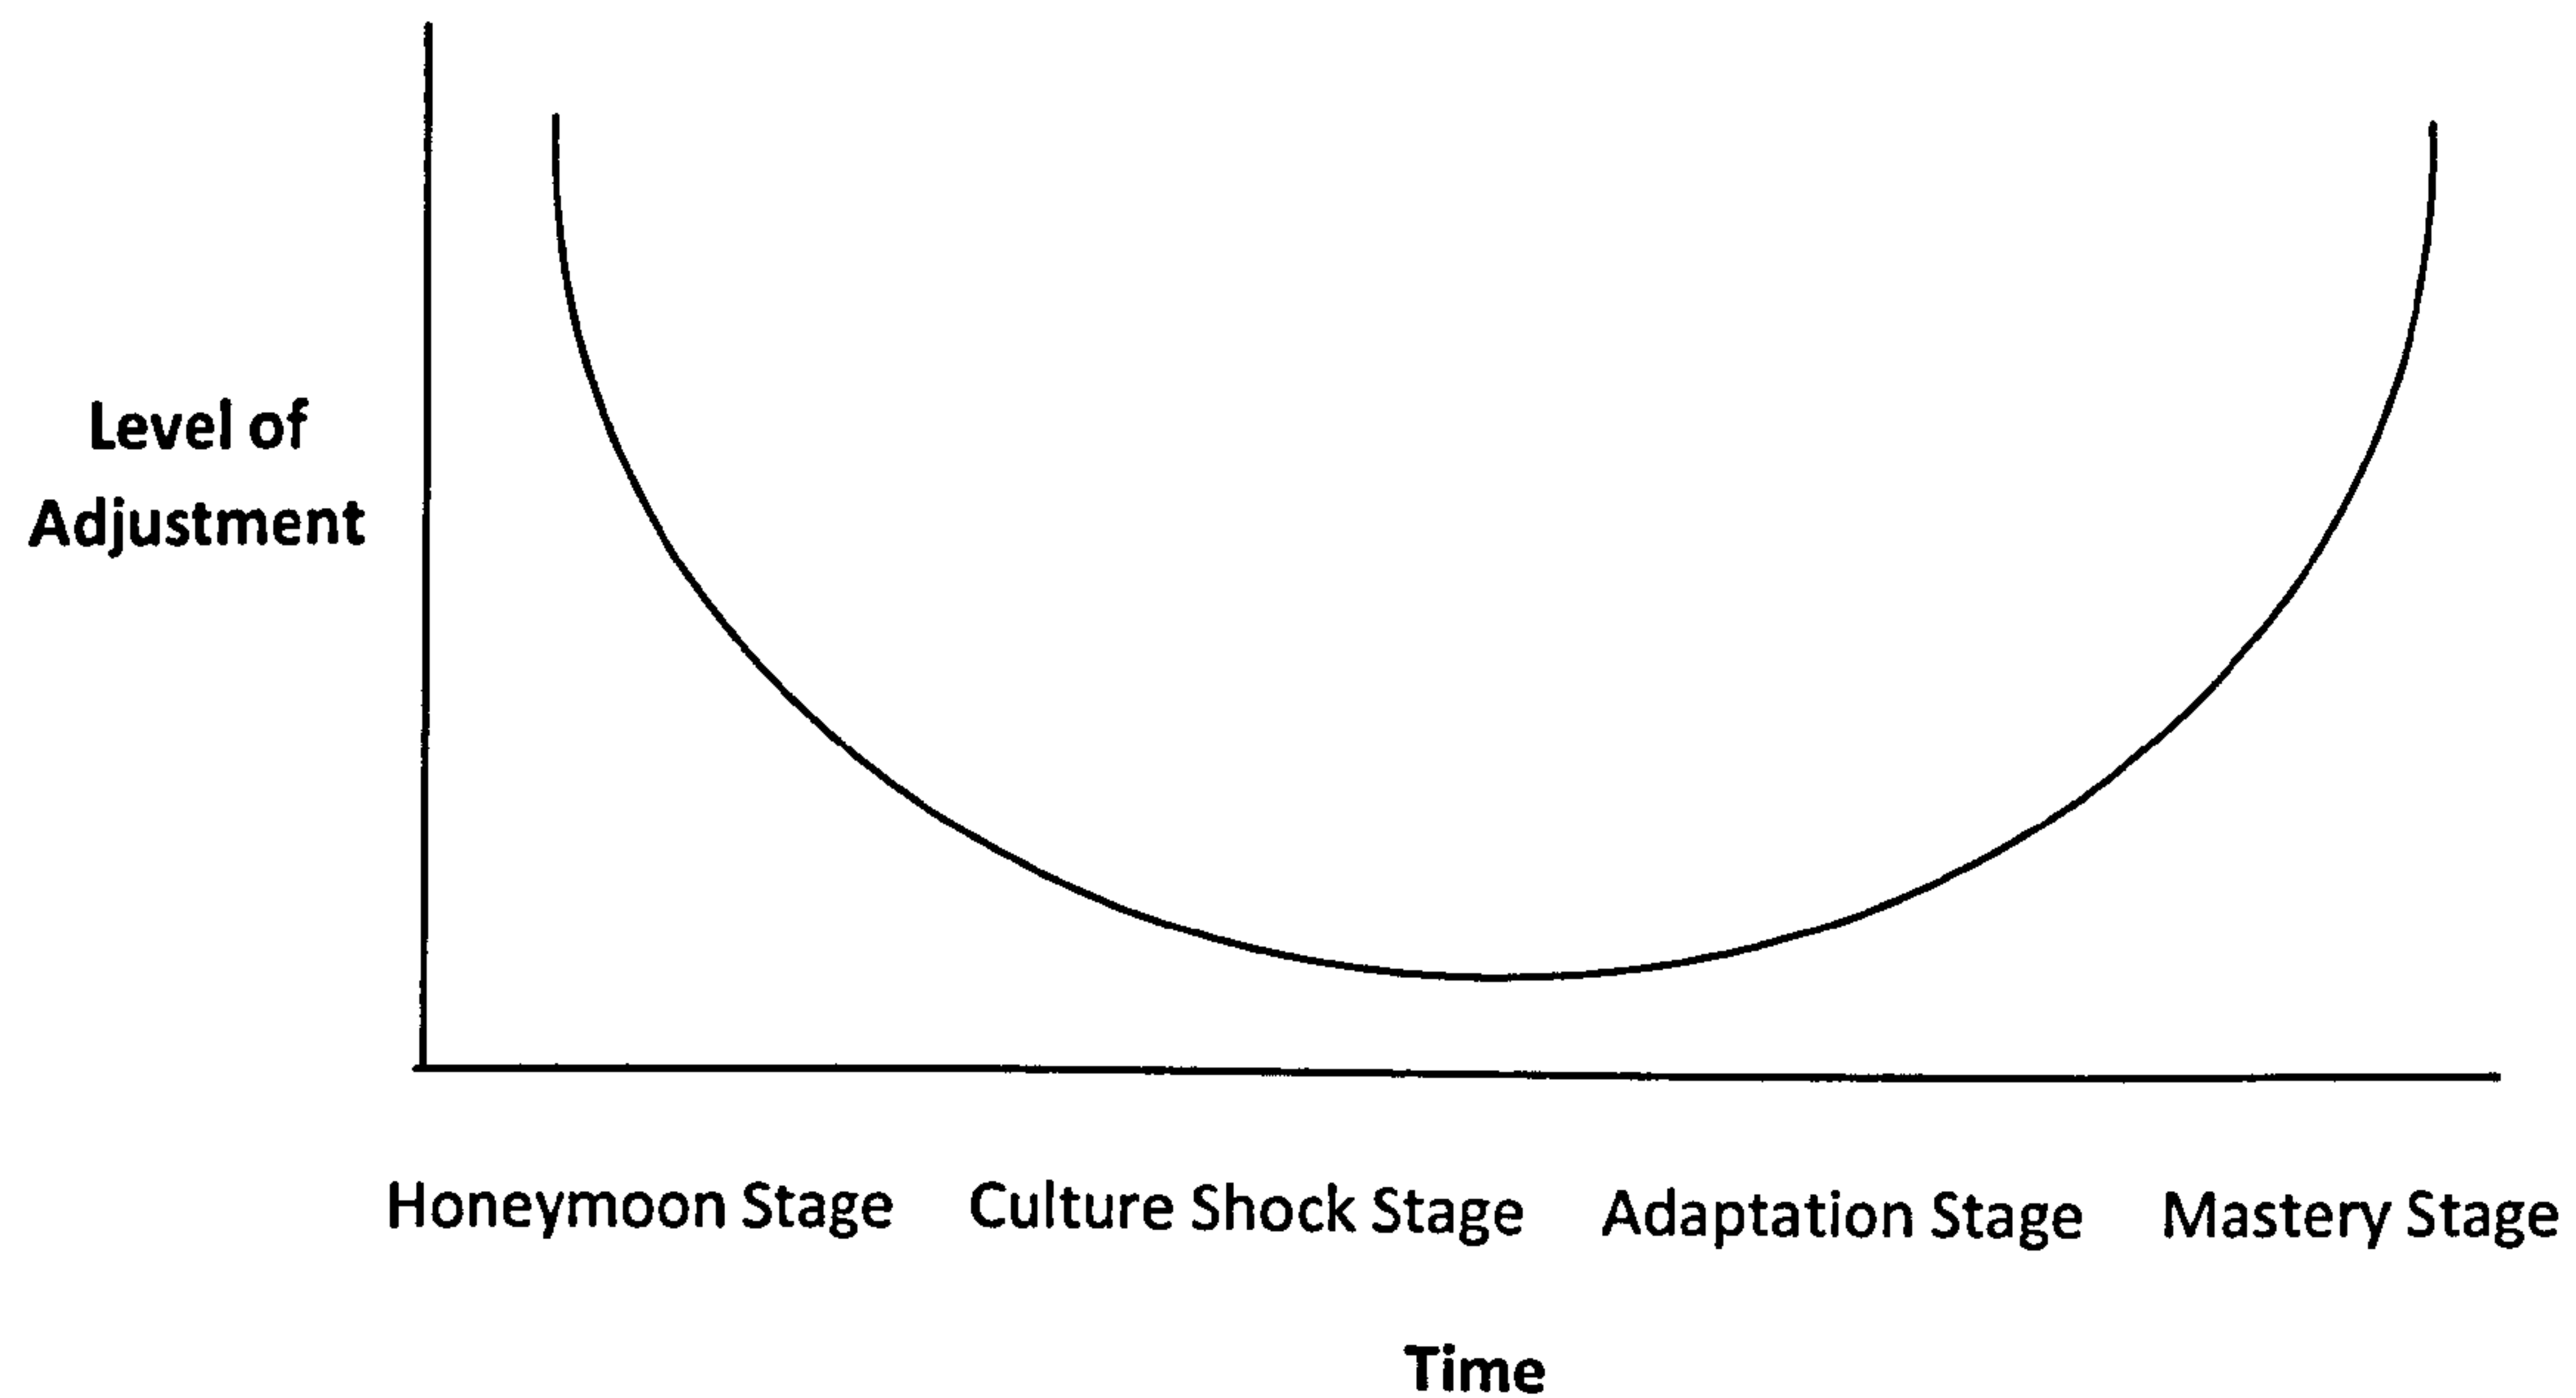 Level of
Adjustment
Honeymoon Stage
Culture Shock Stage
Adaptation Stage
Mastery Stage
Time